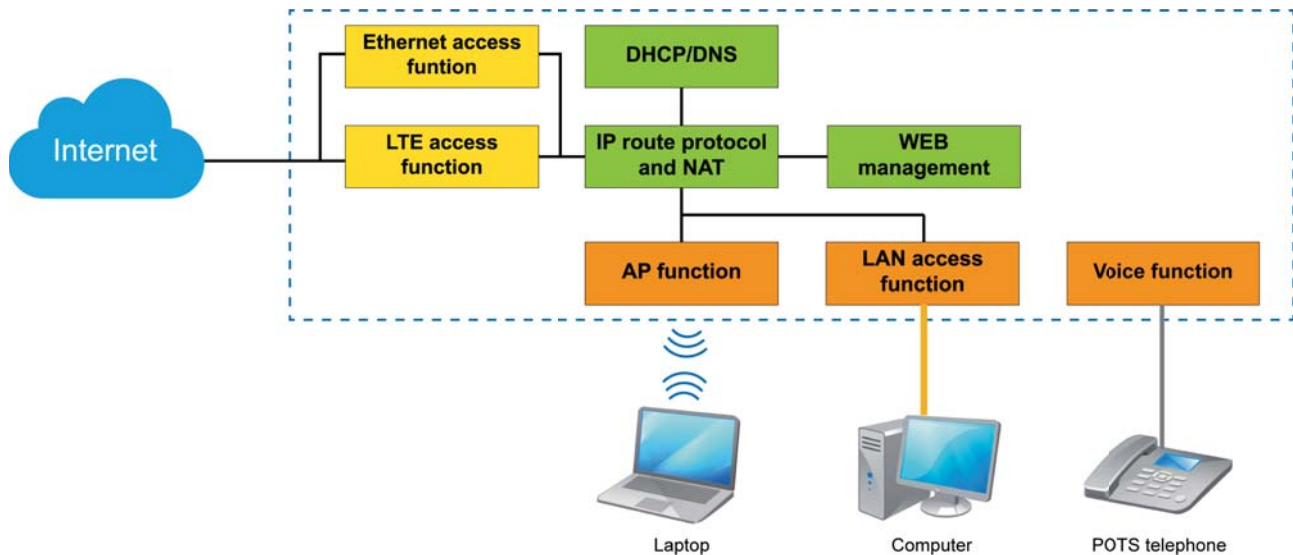 Ethernet access
funtion
DHCP/DNS
Internet
LTE access
function
IP route protocol
and NAT
WEB
management
AP function
LAN access
function
Voice function
Laptop
Computer
POTS telephone